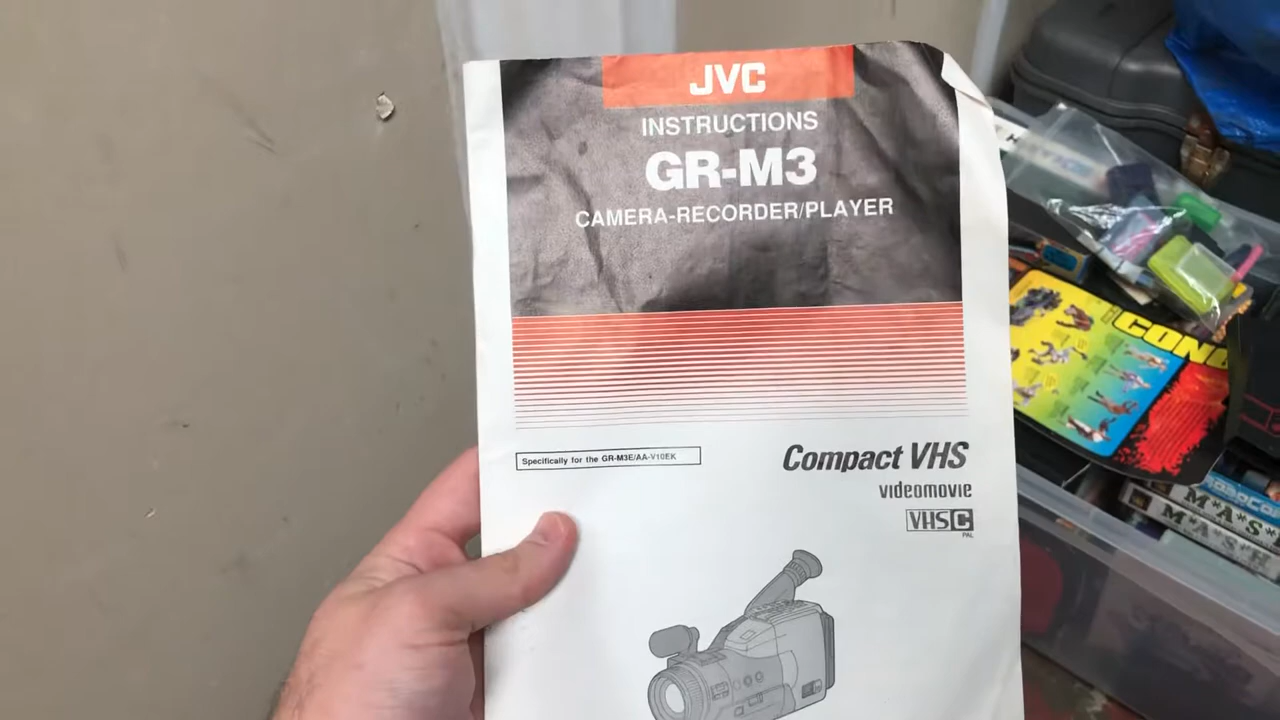 JVC
INSTRUCTIONS
GR-M3
CAMERA-RECORDER/PLAYER
Specifically for the GR-M3E/AA-V10EK
Compact VHS
videomovie
VHS C
PAL
CON
M*A*S
M*A*S*H